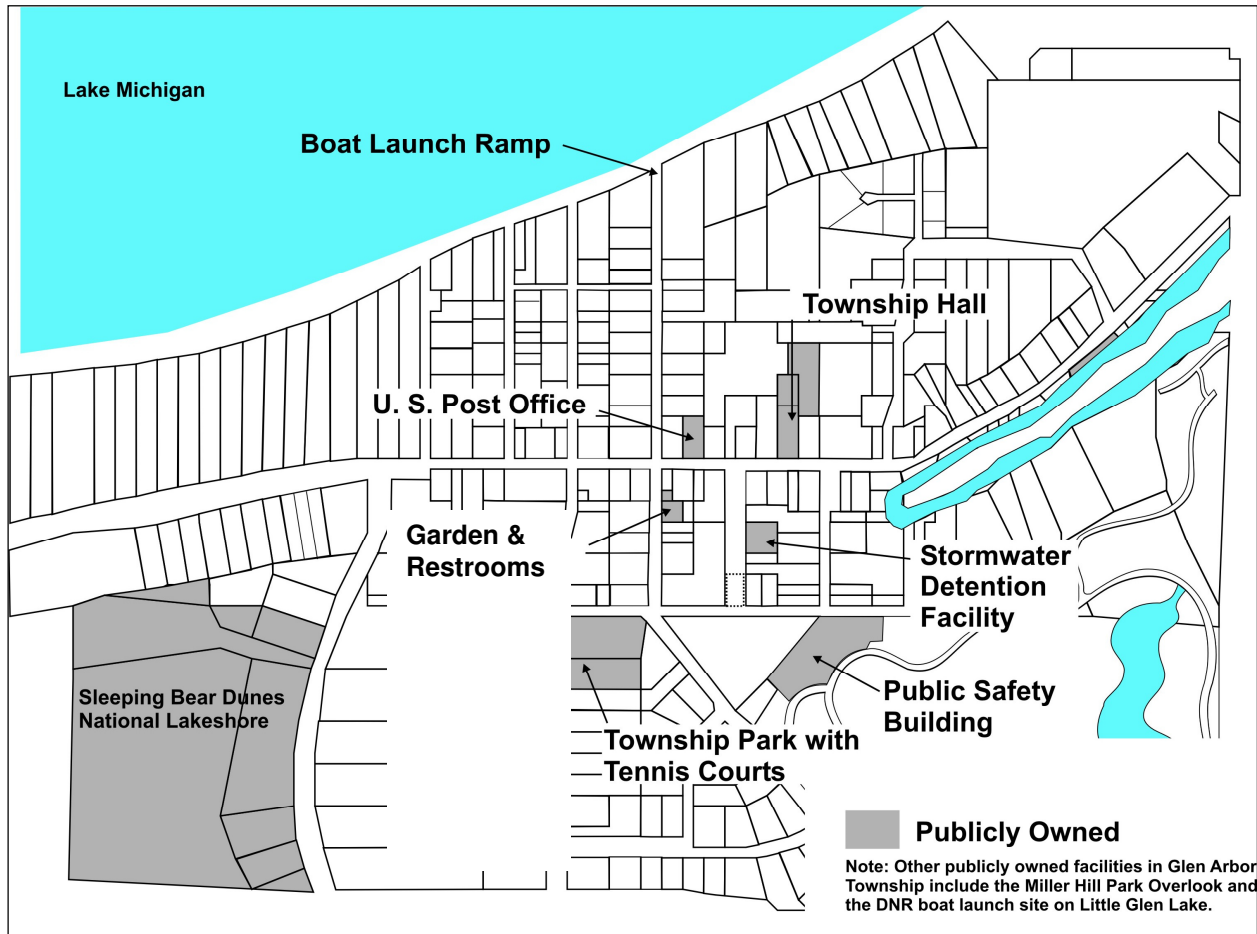 Lake Michigan
Boat Launch Ramp
Township Hall
U. S. Post Office
Garden &
Restrooms
Stormwater
Detention
Facility
Sleeping Bear Dunes
National Lakeshore
Public Safety
Building
Township Park with
Tennis Courts
Publicly Owned
Note: Other publicly owned facilities in Glen Arbor
Township include the Miller Hill Park Overlook and
the DNR boat launch site on Little Glen Lake.